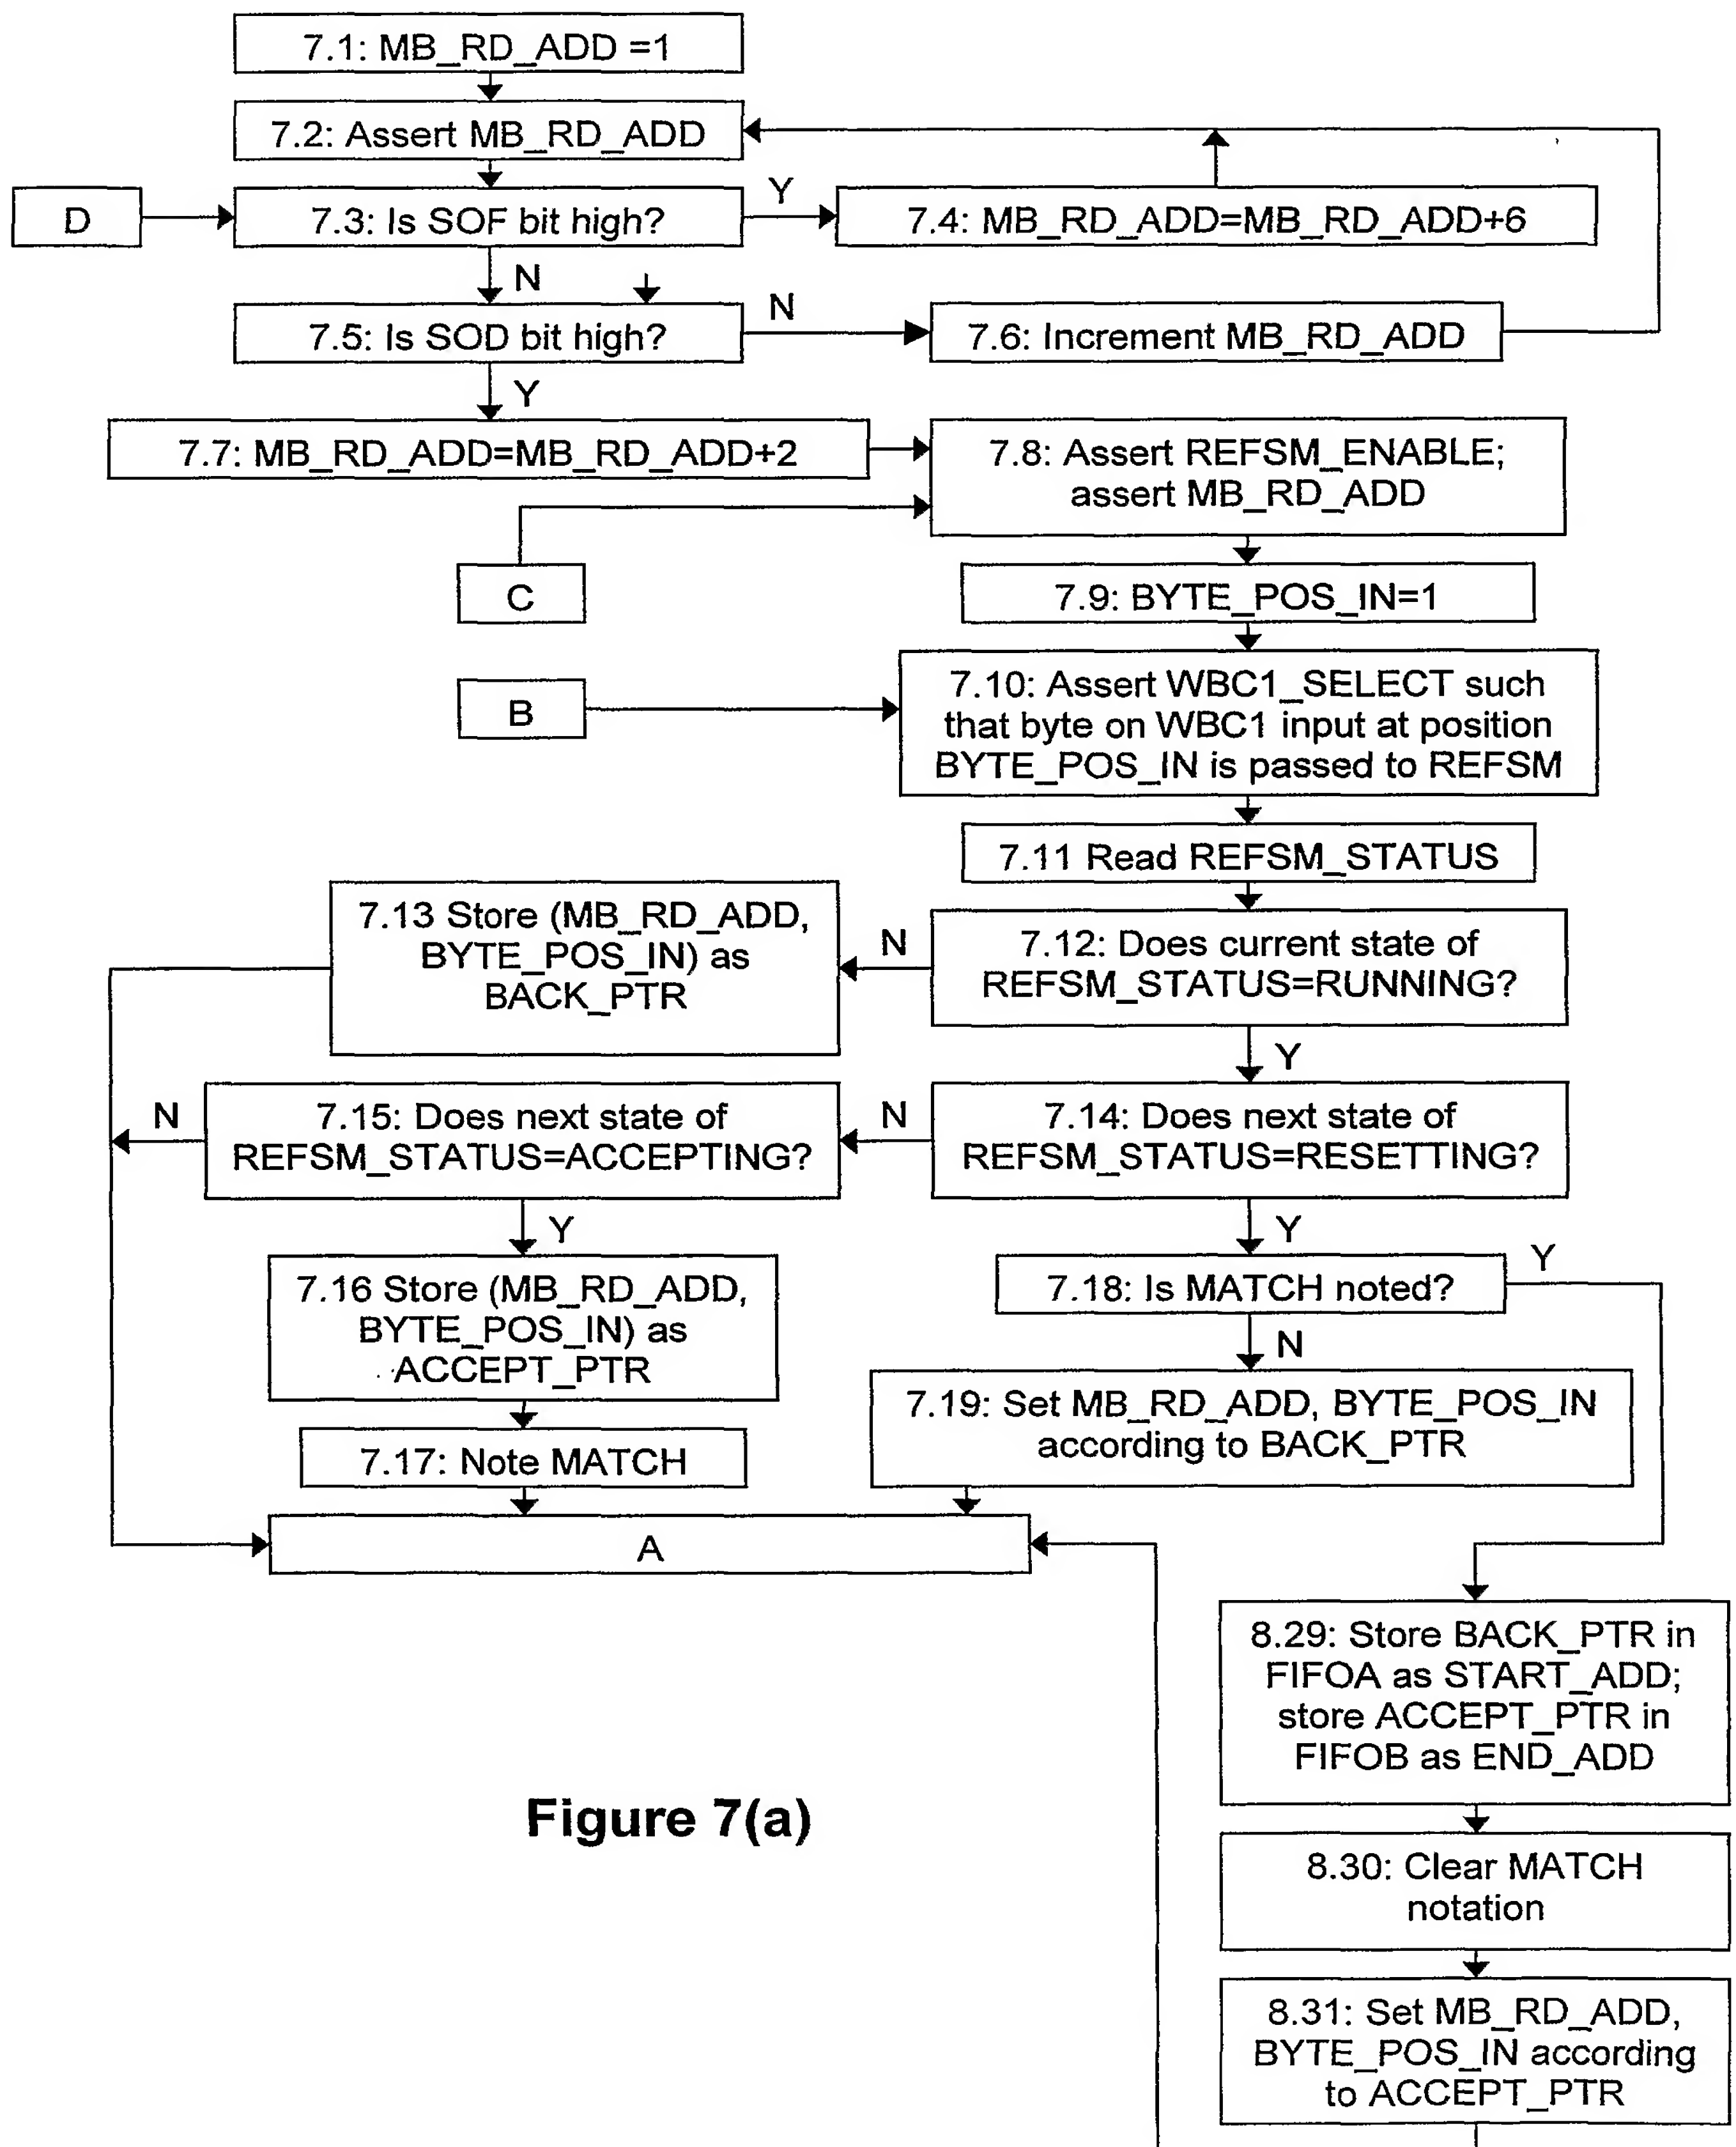 7.1: MB_RD_ADD =1
7.2: Assert MB_RD_ADD
D
7.3: Is SOF bit high?
Y
7.4: MB_RD_ADD=MB_RD_ADD+6
N
7.5: Is SOD bit high?
N
7.6: Increment MB_RD_ADD
Y
7.7: MB_RD_ADD=MB_RD_ADD+2
7.8: Assert REFSM_ENABLE;
assert MB_RD_ADD
C
7.9: BYTE_POS_IN=1
B
7.10: Assert WBC1_SELECT such
that byte on WBC1 input at position
BYTE_POS_IN is passed to REFSM
7.11 Read REFSM_STATUS
7.13 Store (MB_RD_ADD,
BYTE_POS_IN) as
BACK_PTR
N
7.12: Does current state of
REFSM_STATUS=RUNNING?
Y
N
7.15: Does next state of
REFSM_STATUS=ACCEPTING?
N
7.14: Does next state of
REFSM_STATUS=RESETTING?
Y
Y
7.16 Store (MB_RD_ADD,
BYTE_POS_IN) as
ACCEPT_PTR
7.18: Is MATCH noted?
Y
N
7.17: Note MATCH
7.19: Set MB_RD_ADD, BYTE_POS_IN
according to BACK_PTR
A
8.29: Store BACK_PTR in
FIFOA as START_ADD;
store ACCEPT_PTR in
FIFOB as END_ADD
Figure 7(a)
8.30: Clear MATCH
notation
8.31: Set MB_RD_ADD,
BYTE_POS_IN according
to ACCEPT_PTR